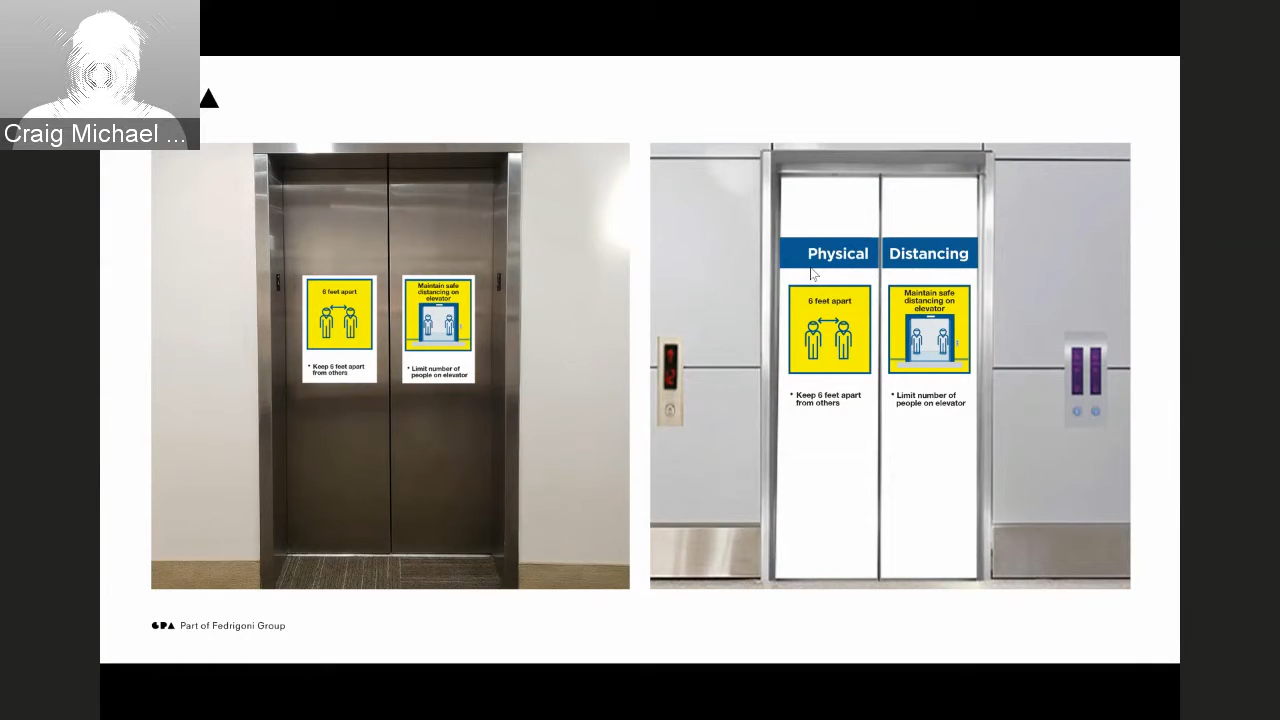 Craig Michael ...
6 feet apart
Keep 6 feet apart
from others
Maintain safe
distancing on
elevator
Limit number of
people on elevator
Physical Distancing
6 feet apart
* Keep 6 feet apart
from others
Maintain safe
distancing on
elevator
* Limit number of
people on elevator
GPA Part of Fedrigoni Group